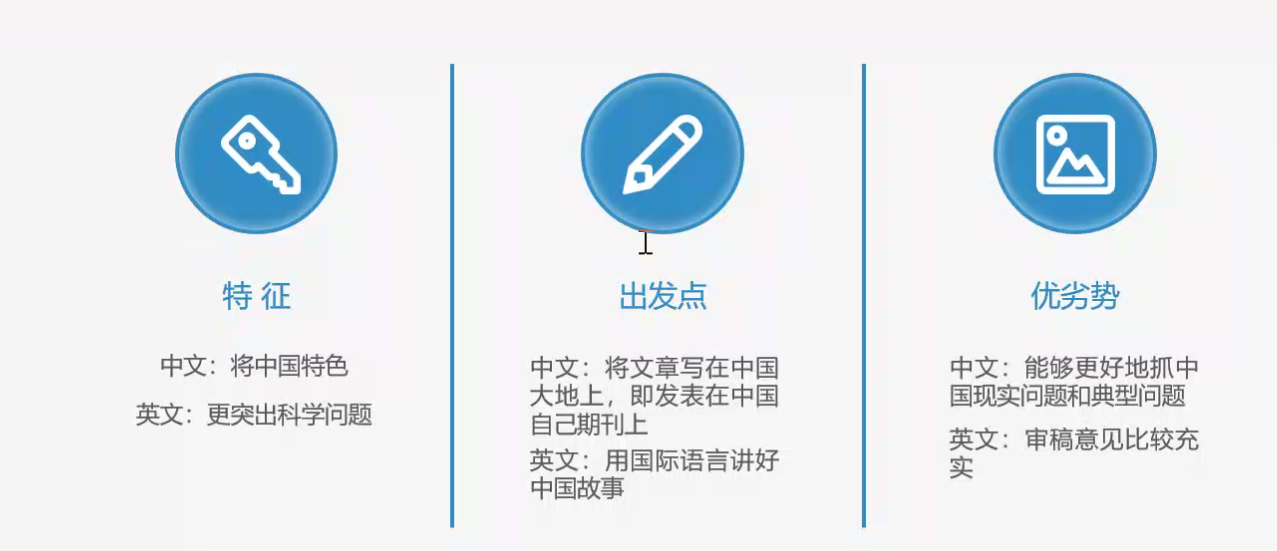 特 征
中文：将中国特色
英文：更突出科学问题
出发点
中文：将文章写在中国
大地上，即发表在中国
自己期刊上
英文：用国际语言讲好
中国故事
优劣势
中文：能够更好地抓中
国现实问题和典型问题
英文：审稿意见比较充
实